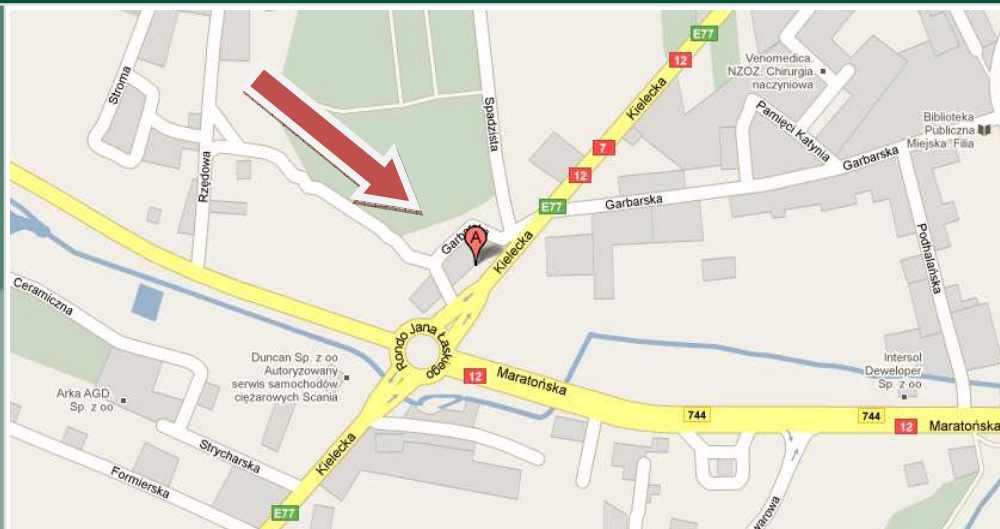 E77
12
Kielecka
Venomedica.
NZOZ. Chirurgia
naczyniowa
Stroma
Spadzista
Pamięci Katynia
Biblioteka
Publiczna
Miejska. Filia
7
12
Garbarska
Rzędowa
E77
Garbarska
A
Kielecka
Podhalańska
Ceramiczna
Rondo Jana Łaskiego
Duncan Sp. z oo
Autoryzowany
serwis samochodów
ciężarowych Scania
Intersol
Deweloper
Sp. z oo
12
Maratońska
Arka AGD
Sp. z oo
744
744
12
Maratońska
Strycharska
Kielecka
Formierska
E77